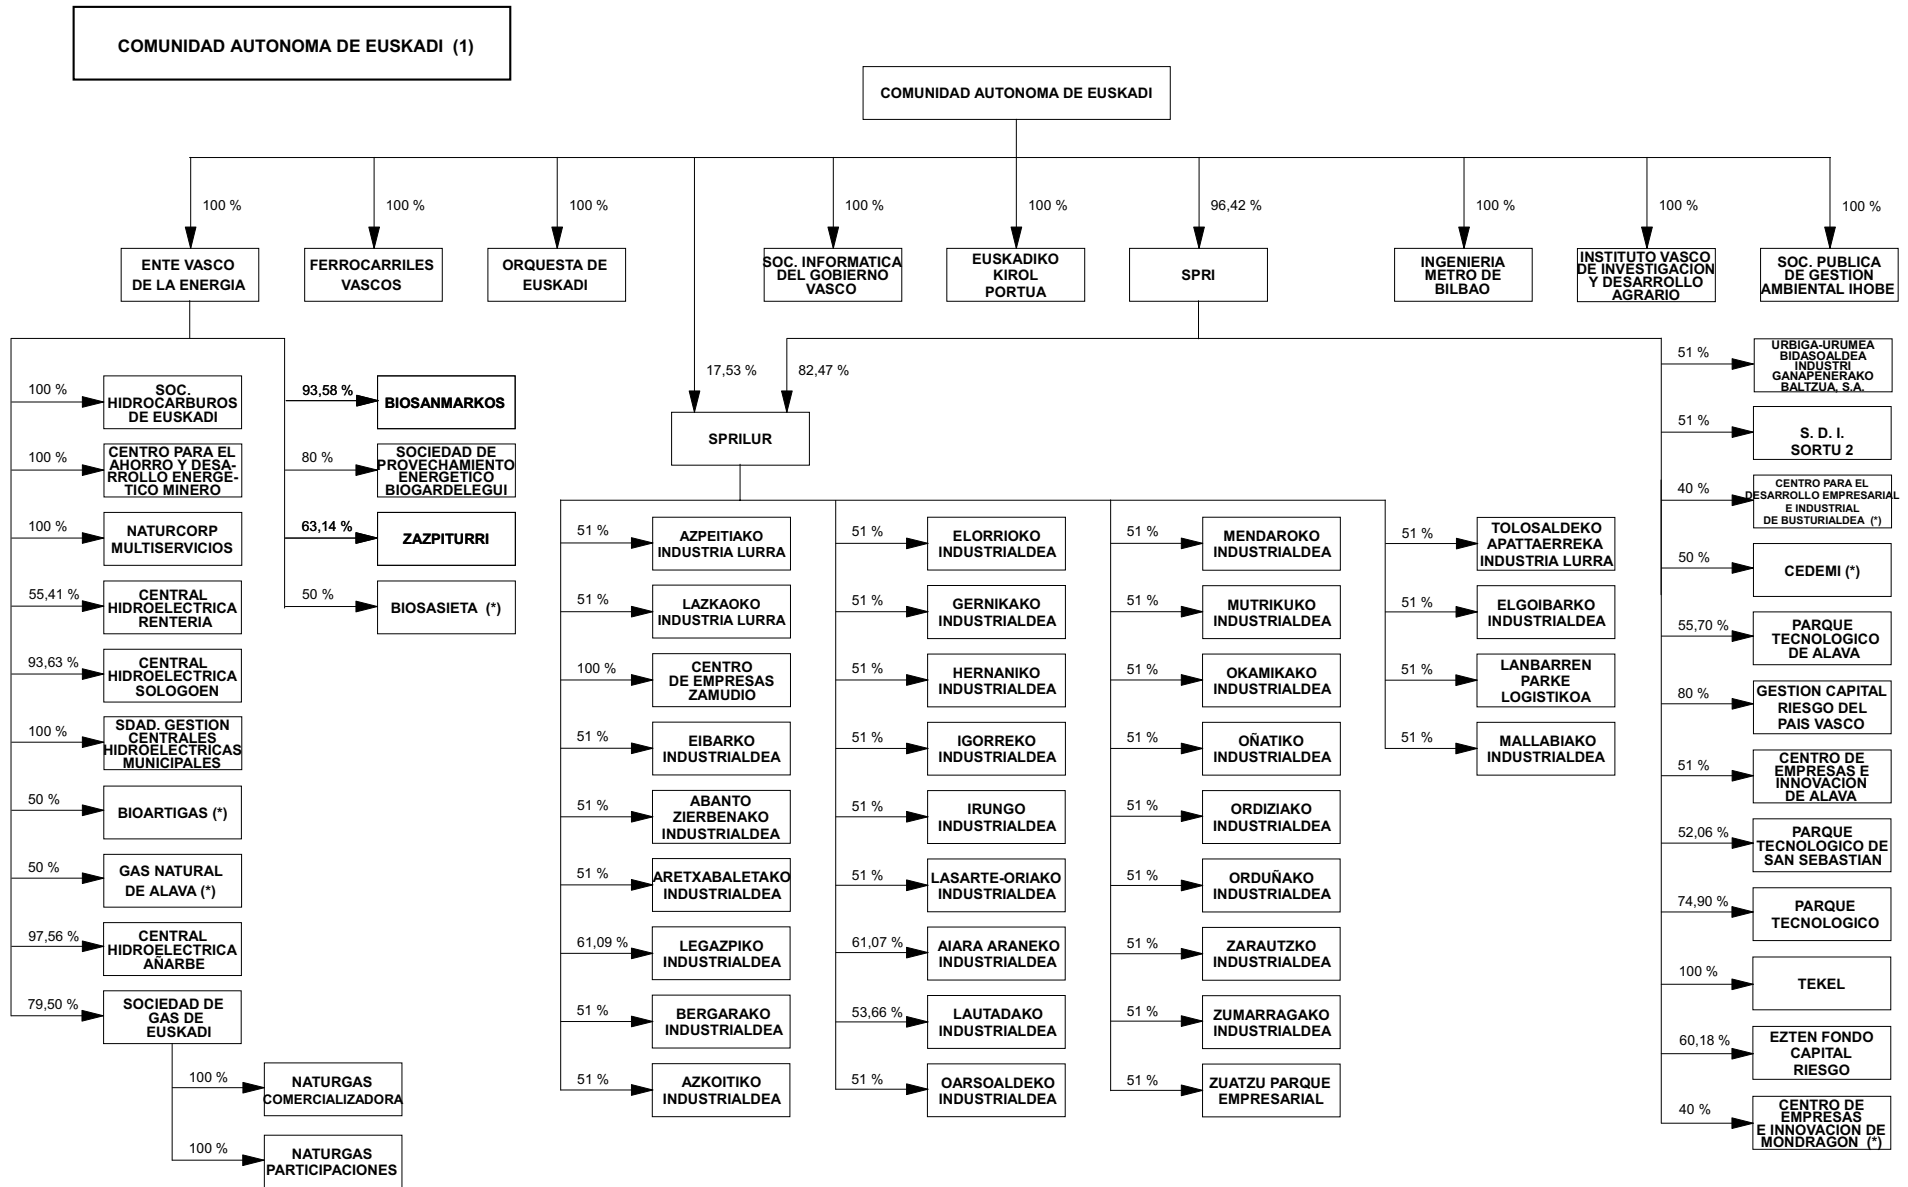 COMUNIDAD AUTONOMA DE EUSKADI (1)
COMUNIDAD AUTONOMA DE EUSKADI
100 %
ENTE VASCO
DE LA ENERGIA
100 %
FERROCARRILES
VASCOS
100 %
ORQUESTA DE
EUSKADI
100 %
SOC. INFORMATICA
DEL GOBIERNO
VASCO
100 %
EUSKADIKO
KIROL
PORTUA
96,42 %
SPRI
100 %
INGENIERIA
METRO DE
BILBAO
100 %
INSTITUTO VASCO
DE INVESTIGACION
Y DESARROLLO
AGRARIO
100 %
SOC. PUBLICA
DE GESTION
AMBIENTAL IHOBE
100 %
SOC.
HIDROCARBUROS
DE EUSKADI
100 %
CENTRO PARA EL
AHORRO Y DESA-
RROLLO ENERGE-
TICO MINERO
100 %
NATURCORP
MULTISERVICIOS
55,41 %
CENTRAL
HIDROELECTRICA
RENTERIA
93,63 %
CENTRAL
HIDROELECTRICA
SOLOGOEN
100 %
SDAD. GESTION
CENTRALES
HIDROELECTRICAS
MUNICIPALES
50 %
BIOARTIGAS (*)
50 %
GAS NATURAL
DE ALAVA (*)
97,56 %
CENTRAL
HIDROELECTRICA
AÑARBE
79,50 %
SOCIEDAD DE
GAS DE
EUSKADI
100 %
NATURGAS
COMERCIALIZADORA
100 %
NATURGAS
PARTICIPACIONES
93,58 %
BIOSANMARKOS
80 %
SOCIEDAD DE
PROVECHAMIENTO
ENERGETICO
BIOGARDELEGUI
63,14 %
ZAZPITURRI
50 %
BIOSASIETA (*)
17,53 %
82,47 %
SPRILUR
51 %
AZPEITIAKO
INDUSTRIA LURRA
51 %
LAZKAOKO
INDUSTRIA LURRA
100 %
CENTRO
DE EMPRESAS
ZAMUDIO
51 %
EIBARKO
INDUSTRIALDEA
51 %
ABANTO
ZIERBENAKO
INDUSTRIALDEA
51 %
ARETXABALETAKO
INDUSTRIALDEA
61,09 %
LEGAZPIKO
INDUSTRIALDEA
51 %
BERGARAKO
INDUSTRIALDEA
51 %
AZKOITIKO
INDUSTRIALDEA
51 %
ELORRIOKO
INDUSTRIALDEA
51 %
GERNIKAKO
INDUSTRIALDEA
51 %
HERNANIKO
INDUSTRIALDEA
51 %
IGORREKO
INDUSTRIALDEA
51 %
IRUNGO
INDUSTRIALDEA
51 %
LASARTE-ORIAKO
INDUSTRIALDEA
61,07 %
AIARA ARANEKO
INDUSTRIALDEA
53,66 %
LAUTADAKO
INDUSTRIALDEA
51 %
OARSOALDEKO
INDUSTRIALDEA
51 %
MENDAROKO
INDUSTRIALDEA
51 %
MUTRIKUKO
INDUSTRIALDEA
51 %
OKAMIKAKO
INDUSTRIALDEA
51 %
OÑATIKO
INDUSTRIALDEA
51 %
ORDIZIAKO
INDUSTRIALDEA
51 %
ORDUÑAKO
INDUSTRIALDEA
51 %
ZARAUTZKO
INDUSTRIALDEA
51 %
ZUMARRAGAKO
INDUSTRIALDEA
51 %
ZUATZU PARQUE
EMPRESARIAL
51 %
TOLOSALDEKO
APATTAERREKA
INDUSTRIA LURRA
51 %
ELGOIBARKO
INDUSTRIALDEA
51 %
LANBARREN
PARKE
LOGISTIKOA
51 %
MALLABIAKO
INDUSTRIALDEA
51 %
URBIGA-URUMEA
BIDASOALDEA
INDUSTRI
GANAPENERAKO
BALTZUA, S.A.
51 %
S. D. I.
SORTU 2
40 %
CENTRO PARA EL
DESARROLLO EMPRESARIAL
E INDUSTRIAL
DE BUSTURIALDEA (*)
50 %
CEDEMI (*)
55,70 %
PARQUE
TECNOLOGICO
DE ALAVA
80 %
GESTION CAPITAL
RIESGO DEL
PAIS VASCO
51 %
CENTRO DE
EMPRESAS E
INNOVACION
DE ALAVA
52,06 %
PARQUE
TECNOLOGICO DE
SAN SEBASTIAN
74,90 %
PARQUE
TECNOLOGICO
100 %
TEKEL
60,18 %
EZTEN FONDO
CAPITAL
RIESGO
40 %
CENTRO DE
EMPRESAS
E INNOVACION DE
MONDRAGON (*)